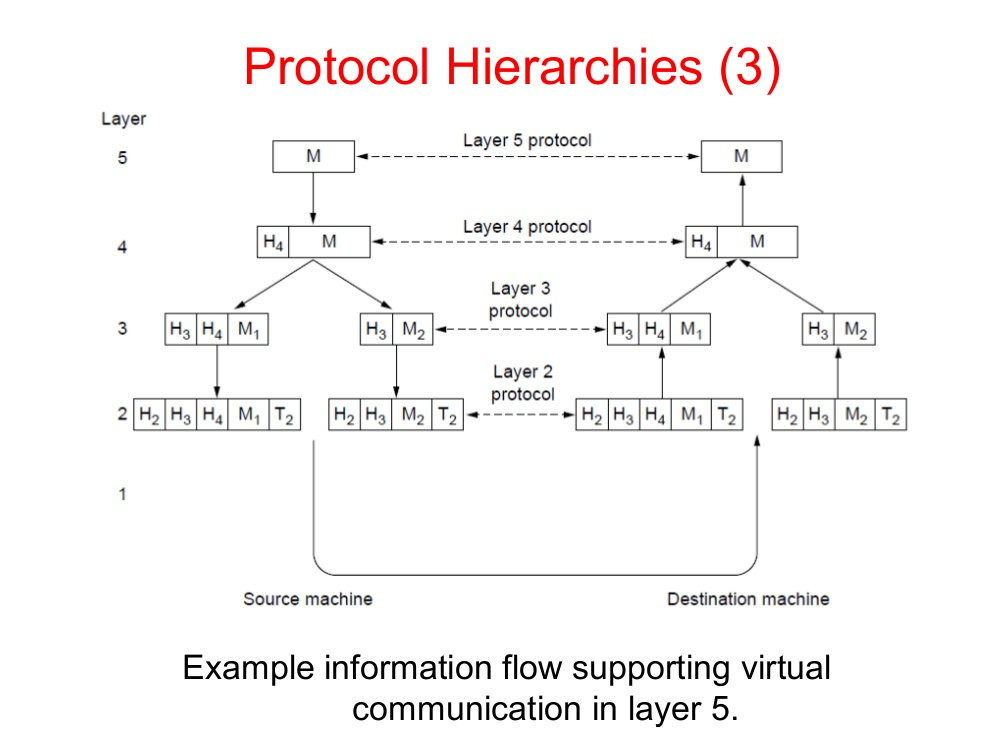 Protocol Hierarchies (3)
Layer
5 M Layer 5 protocol M
4 H4 M Layer 4 protocol H4 M
Layer 3
protocol
3 H3 H4 M1 H3 M2 H3 H4 M1 H3 M2
Layer 2
protocol
2 H2 H3 H4 M1 T2 H2 H3 M2 T2 H2 H3 H4 M1 T2 H2 H3 M2 T2
1
Source machine Destination machine
Example information flow supporting virtual
communication in layer 5.